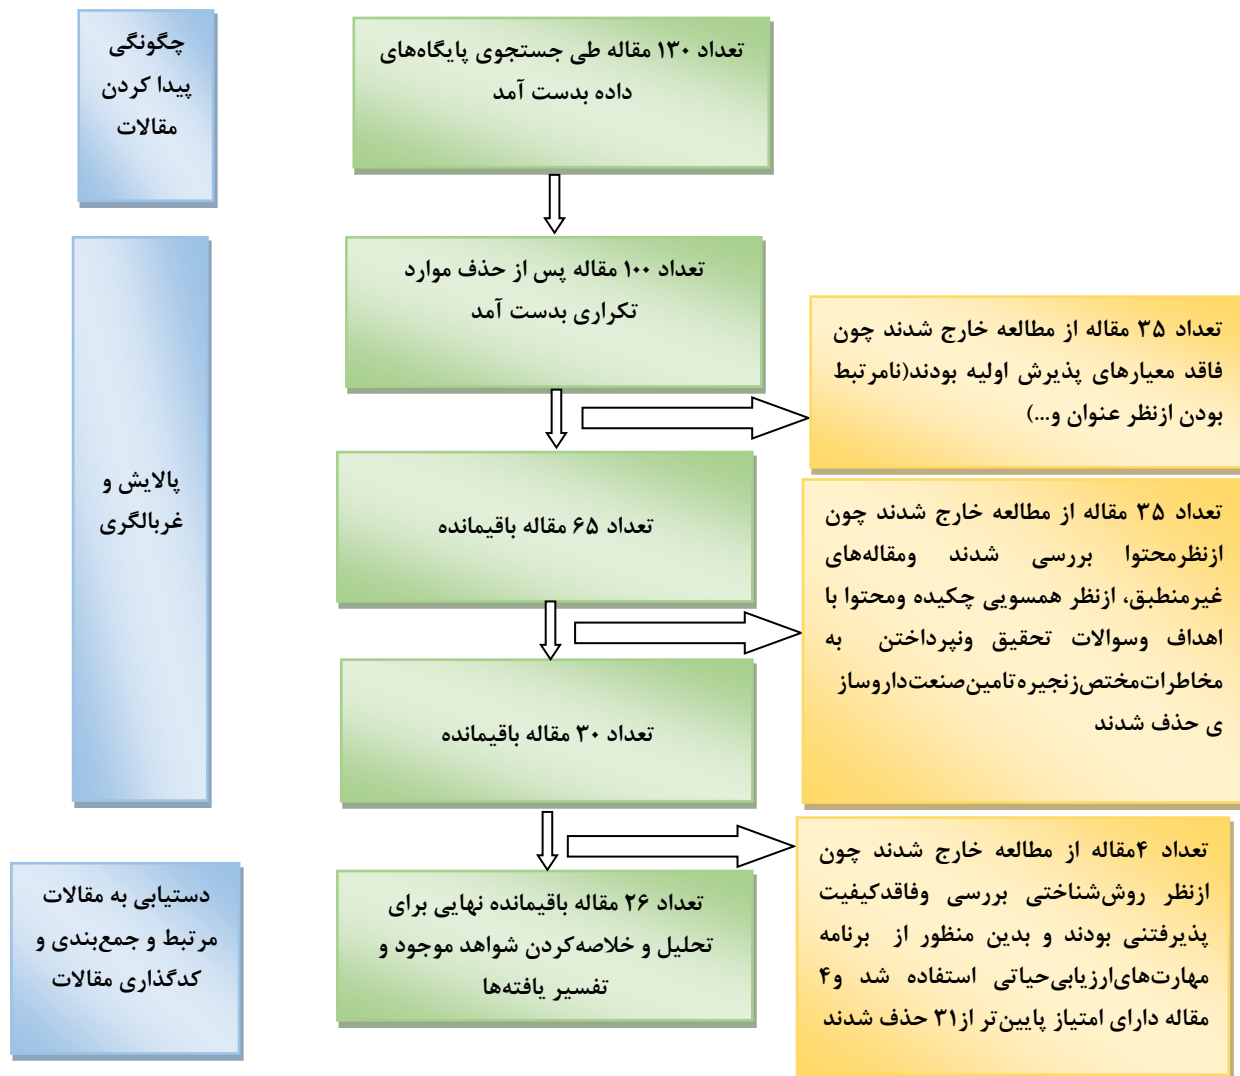 چگونگی
پیدا کردن
مقالات
تعداد ۱۳۰ مقاله طی جستجوی پایگاه‌های
داده بدست آمد
تعداد ۱۰۰ مقاله پس از حذف موارد
تکراری بدست آمد
تعداد ۳۵ مقاله از مطالعه خارج شدند چون
فاقد معیارهای پذیرش اولیه بودند(نامرتبط
بودن ازنظر عنوان و...)
پالایش و
غربالگری
تعداد ۶۵ مقاله باقیمانده
تعداد ۳۵ مقاله از مطالعه خارج شدند چون
ازنظرمحتوا بررسی شدند ومقاله‌های
غیرمنطبق، ازنظر همسویی چکیده ومحتوا با
اهداف وسوالات تحقیق ونپرداختن به
مخاطرات‌مختص‌زنجیره‌تامین‌صنعت‌داروساز
ی حذف شدند
تعداد ۳۰ مقاله باقیمانده
تعداد ۴مقاله از مطالعه خارج شدند چون
ازنظر روش‌شناختی بررسی وفاقدکیفیت
پذیرفتنی بودند و بدین منظور از برنامه
مهارت‌های‌ارزیابی‌حیاتی استفاده شد و۴
مقاله دارای امتیاز پایین‌تر از۳۱ حذف شدند
دستیابی به مقالات
مرتبط و جمع‌بندی و
کدگذاری مقالات
تعداد ۲۶ مقاله باقیمانده نهایی برای
تحلیل و خلاصه‌کردن شواهد موجود و
تفسیر یافته‌ها